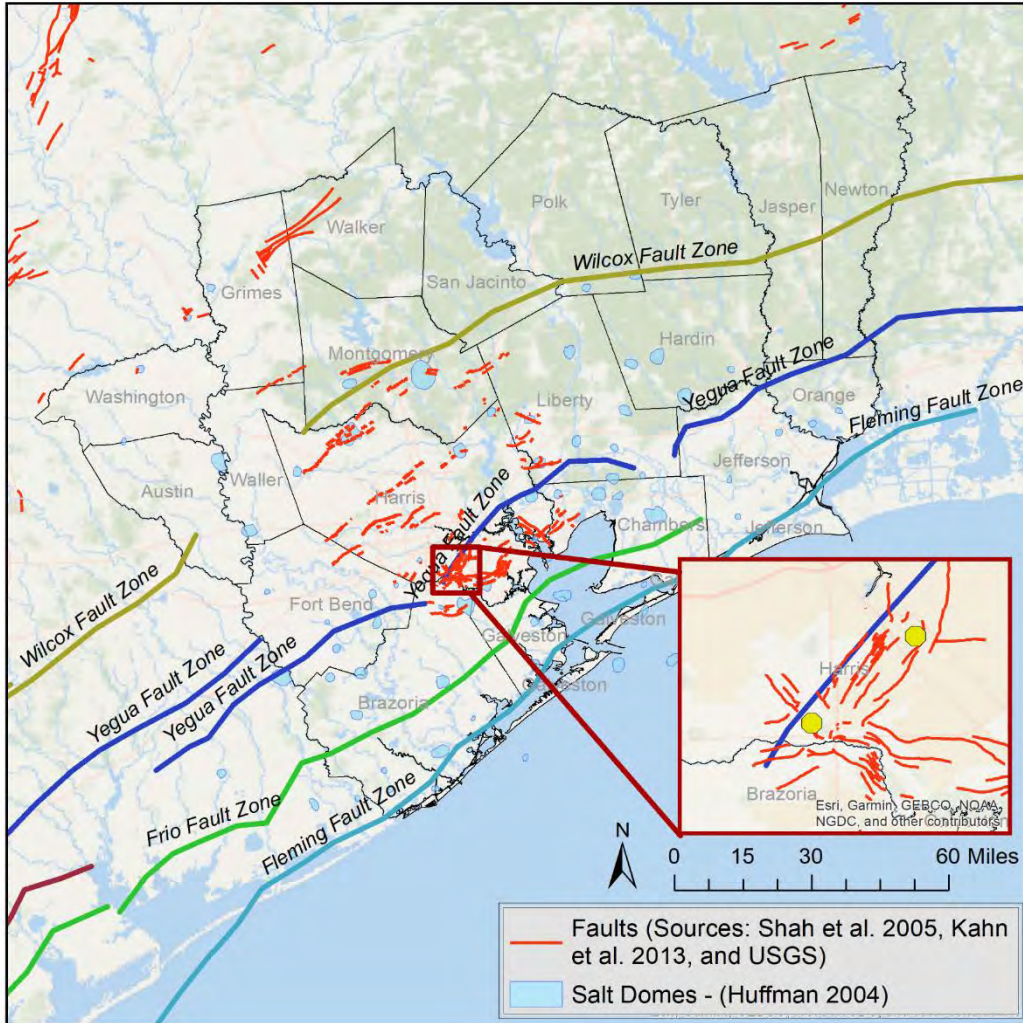 Walker
Polk
Tyler
Jasper
Newton
Wilcox Fault Zone
San Jacinto
Grimes
Hardin
Montgomery
Yegua Fault Zone
Washington
Liberty
Orange
Fleming Fault Zone
Waller
Jefferson
Austin
Harris
Yegua Fault Zone
Chambers
Jefferson
Wilcox Fault Zone
Fort Bend
Galveston
Galveston
Yegua Fault Zone
Yegua Fault Zone
Brazoria
Harris
Brazoria
Esri, Garmin, GEBCO, NOAA,
NGDC, and other contributors
Frio Fault Zone
Fleming Fault Zone
N
0 15 30 60 Miles
Faults (Sources: Shah et al. 2005, Kahn
et al. 2013, and USGS)
Salt Domes - (Huffman 2004)